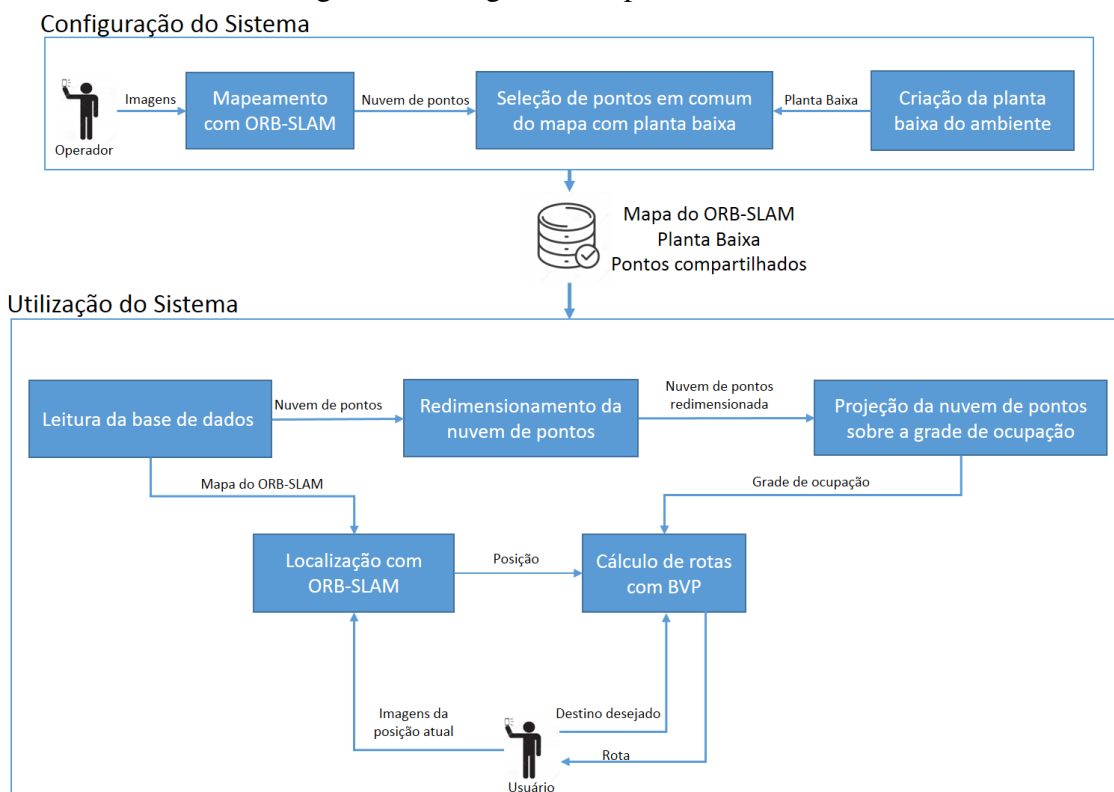 Configuração do Sistema
Operador
Imagens
Mapeamento
com ORB-SLAM
Nuvem de pontos
Seleção de pontos em comum
do mapa com planta baixa
Planta Baixa
Criação da planta
baixa do ambiente
Mapa do ORB-SLAM
Planta Baixa
Pontos compartilhados
Utilização do Sistema
Leitura da base de dados
Nuvem de pontos
Redimensionamento da
nuvem de pontos
Nuvem de pontos
redimensionada
Projeção da nuvem de pontos
sobre a grade de ocupação
Mapa do ORB-SLAM
Grade de ocupação
Localização com
ORB-SLAM
Posição
Cálculo de rotas
com BVP
Imagens da
posição atual
Destino desejado
Rota
Usuário